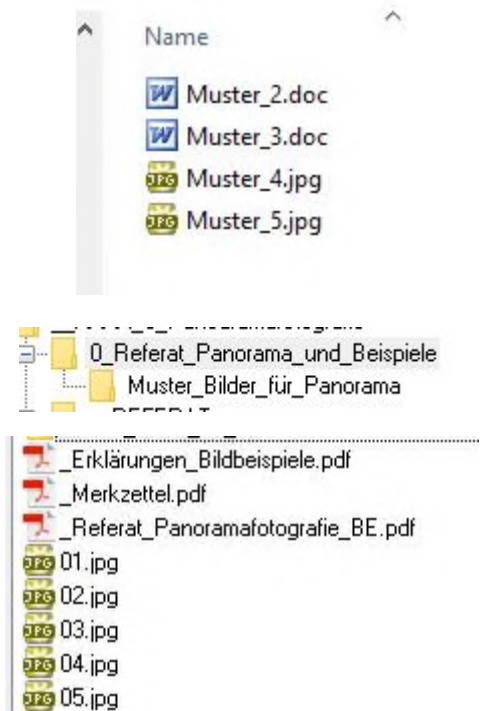 Name
Muster_2.doc
Muster_3.doc
Muster_4.jpg
Muster_5.jpg
0_Referat_Panorama_und_Beispiele
Muster_Bilder_für_Panorama
_Erklärungen_Bildbeispiele.pdf
_Merkzettel.pdf
_Referat_Panoramafotografie_BE.pdf
01.jpg
02.jpg
03.jpg
04.jpg
05.jpg